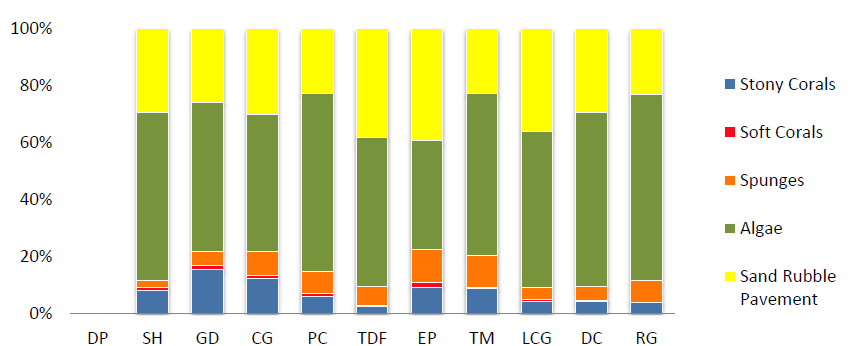 100%
80%
60%
40%
20%
0%
DP SH GD CG PC TDF EP TM LCG DC RG
Stony Corals
Soft Corals
Spunges
Algae
Sand Rubble
Pavement